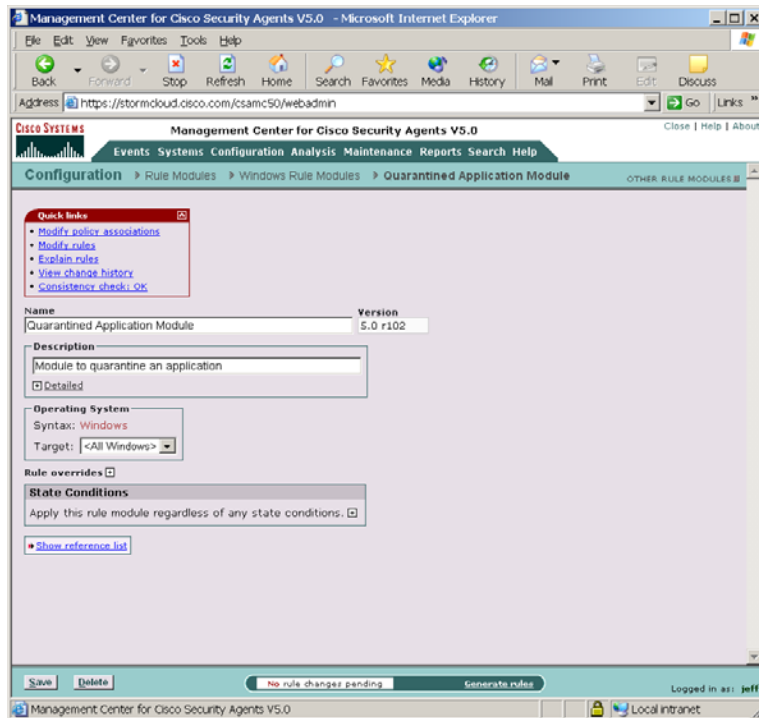 Management Center for Cisco Security Agents V5.0 - Microsoft Internet Explorer
File Edit View Favorites Tools Help
Back Forward Stop Refresh Home Search Favorites Media History Mail Print Edit Discuss
Address https://stormcloud.cisco.com/csamc50/webadmin Go Links »
CISCO SYSTEMS Management Center for Cisco Security Agents V5.0 Close | Help | About
Events Systems Configuration Analysis Maintenance Reports Search Help
Configuration Rule Modules Windows Rule Modules Quarantined Application Module OTHER RULE MODULES
Quick links
Modify policy associations
Modify rules
Explain rules
View change history
Consistency check: OK
Name Version
Quarantined Application Module 5.0 r102
Description
Module to quarantine an application
Detailed
Operating System
Syntax: Windows
Target: <All Windows>
Rule overrides
State Conditions
Apply this rule module regardless of any state conditions.
Show reference list
Save Delete No rule changes pending Generate rules Logged in as: jeff
Management Center for Cisco Security Agents V5.0 Local intranet